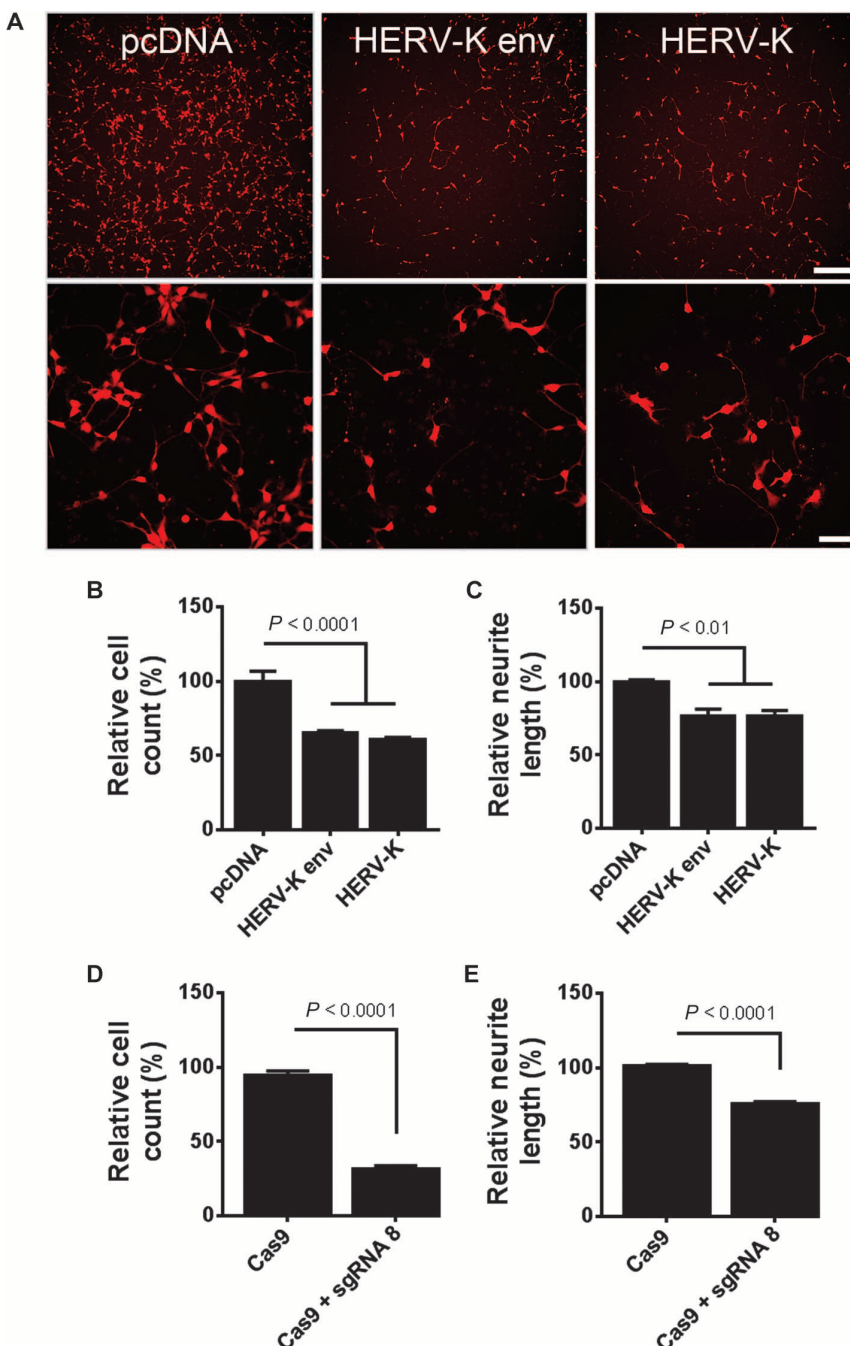 A
pcDNA
HERV-K env
HERV-K
B
Relative cell
count (%)
150
100
50
0
P < 0.0001
pcDNA
HERV-K env
HERV-K
C
Relative neurite
length (%)
150
100
50
0
P < 0.01
pcDNA
HERV-K env
HERV-K
D
Relative cell
count (%)
150
100
50
0
P < 0.0001
Cas9
Cas9 + sgRNA 8
E
Relative neurite
length (%)
150
100
50
0
P < 0.0001
Cas9
Cas9 + sgRNA 8